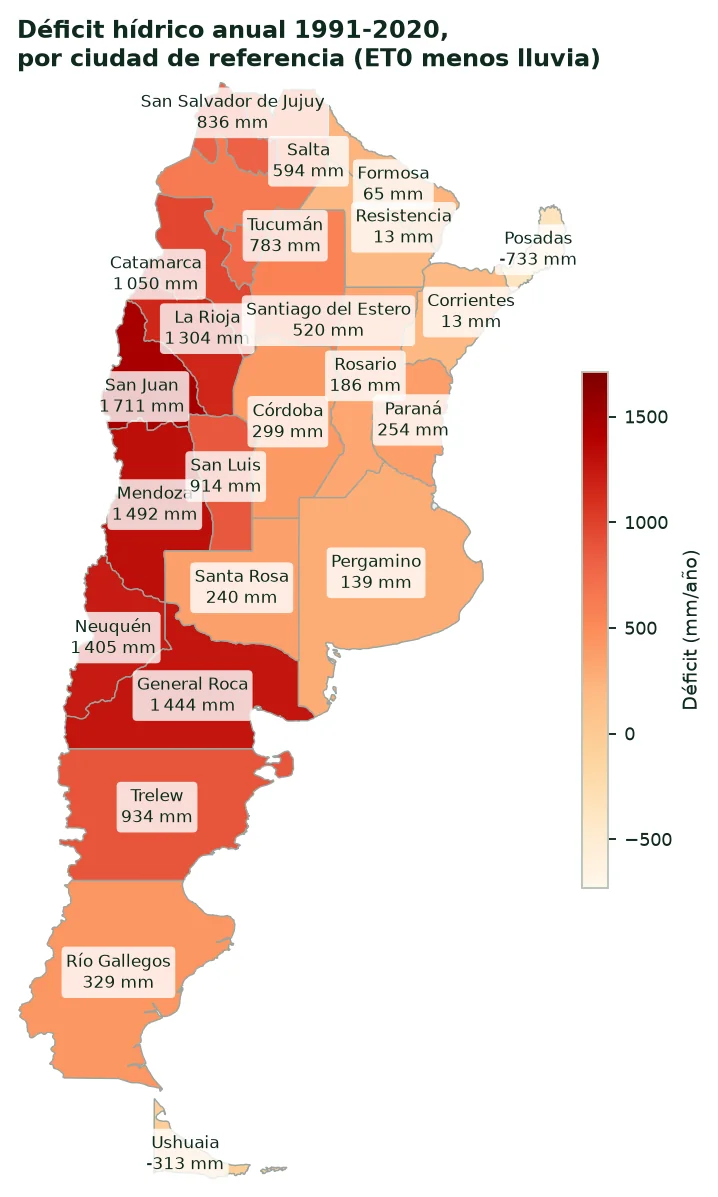 Déficit hídrico anual 1991-2020,
por ciudad de referencia (ET0 menos lluvia)
San Salvador de Jujuy
836 mm
Salta
594 mm
Formosa
65 mm
Resistencia
13 mm
Tucumán
783 mm
Posadas
-733 mm
Catamarca
1 050 mm
Corrientes
13 mm
La Rioja
1 304 mm
Santiago del Estero
520 mm
Rosario
186 mm
San Juan
1 711 mm
Córdoba
299 mm
Paraná
254 mm
San Luis
914 mm
Mendoza
1 492 mm
Pergamino
139 mm
Santa Rosa
240 mm
Neuquén
1 405 mm
General Roca
1 444 mm
Trelew
934 mm
Río Gallegos
329 mm
Ushuaia
-313 mm
1500
1000
500
0
−500
Déficit (mm/año)